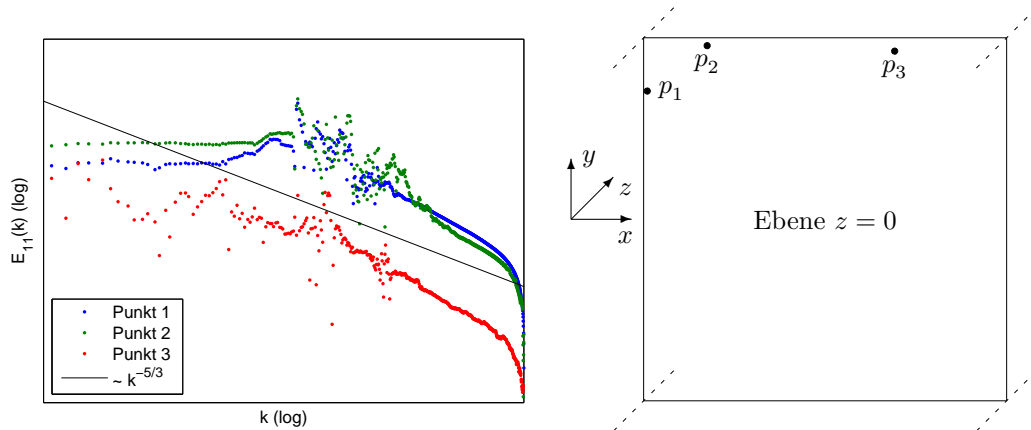 E₁₁(k) (log)
Punkt 1
Punkt 2
Punkt 3
~ k⁻⁵/³
k (log)
p₁
p₂
p₃
y
z
x
Ebene z = 0